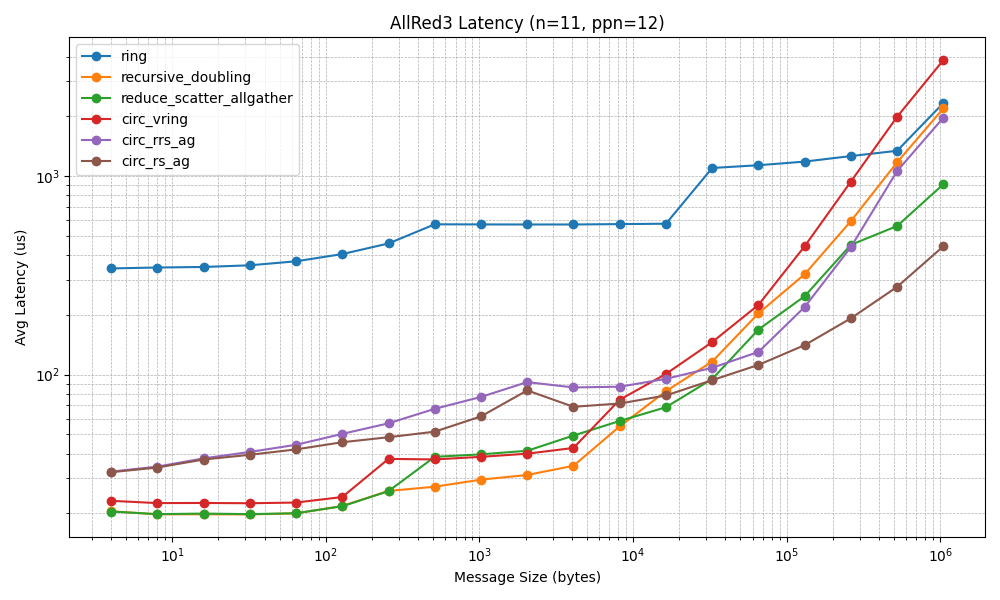 AllRed3 Latency (n=11, ppn=12)
ring
recursive_doubling
reduce_scatter_allgather
circ_vring
circ_rrs_ag
circ_rs_ag
Avg Latency (us)
10³
10²
10¹ 10² 10³ 10⁴ 10⁵ 10⁶
Message Size (bytes)